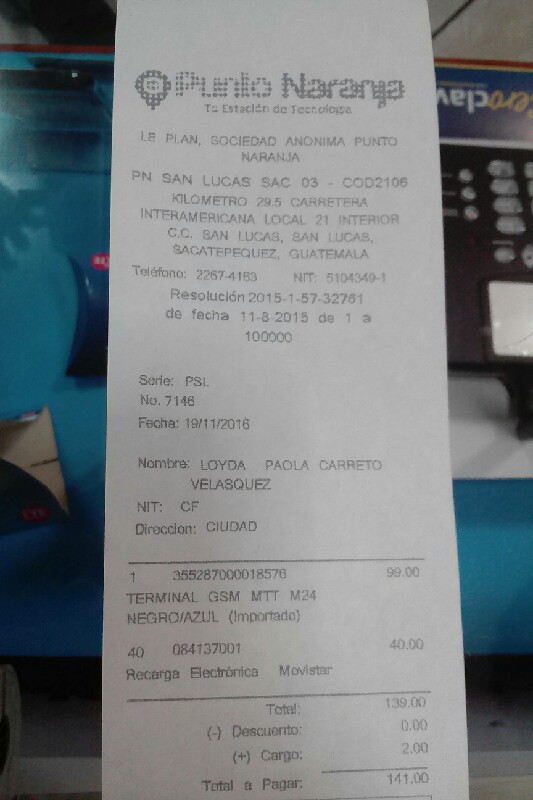 Punto Naranja
Tu Estación de Tecnología
LE PLAN, SOCIEDAD ANONIMA PUNTO
NARANJA
PN SAN LUCAS SAC 03 - COD2106
KILOMETRO 29.5 CARRETERA
INTERAMERICANA LOCAL 21 INTERIOR
C.C. SAN LUCAS, SAN LUCAS,
SACATEPEQUEZ, GUATEMALA
Teléfono: 2267-4163 NIT: 5104349-1
Resolución 2015-1-57-32761
de fecha 11-8-2015 de 1 a
100000
Serie: PSL
No. 7146
Fecha: 19/11/2016
Nombre: LOYDA PAOLA CARRETO
VELASQUEZ
NIT: CF
Direccion: CIUDAD
1 355287000018576 99.00
TERMINAL GSM MTT M24
NEGRO/AZUL (Importado)
40 084137001 40.00
Recarga Electrónica Movistar
Total: 139.00
(-) Descuento: 0.00
(+) Cargo: 2.00
Total a Pagar: 141.00